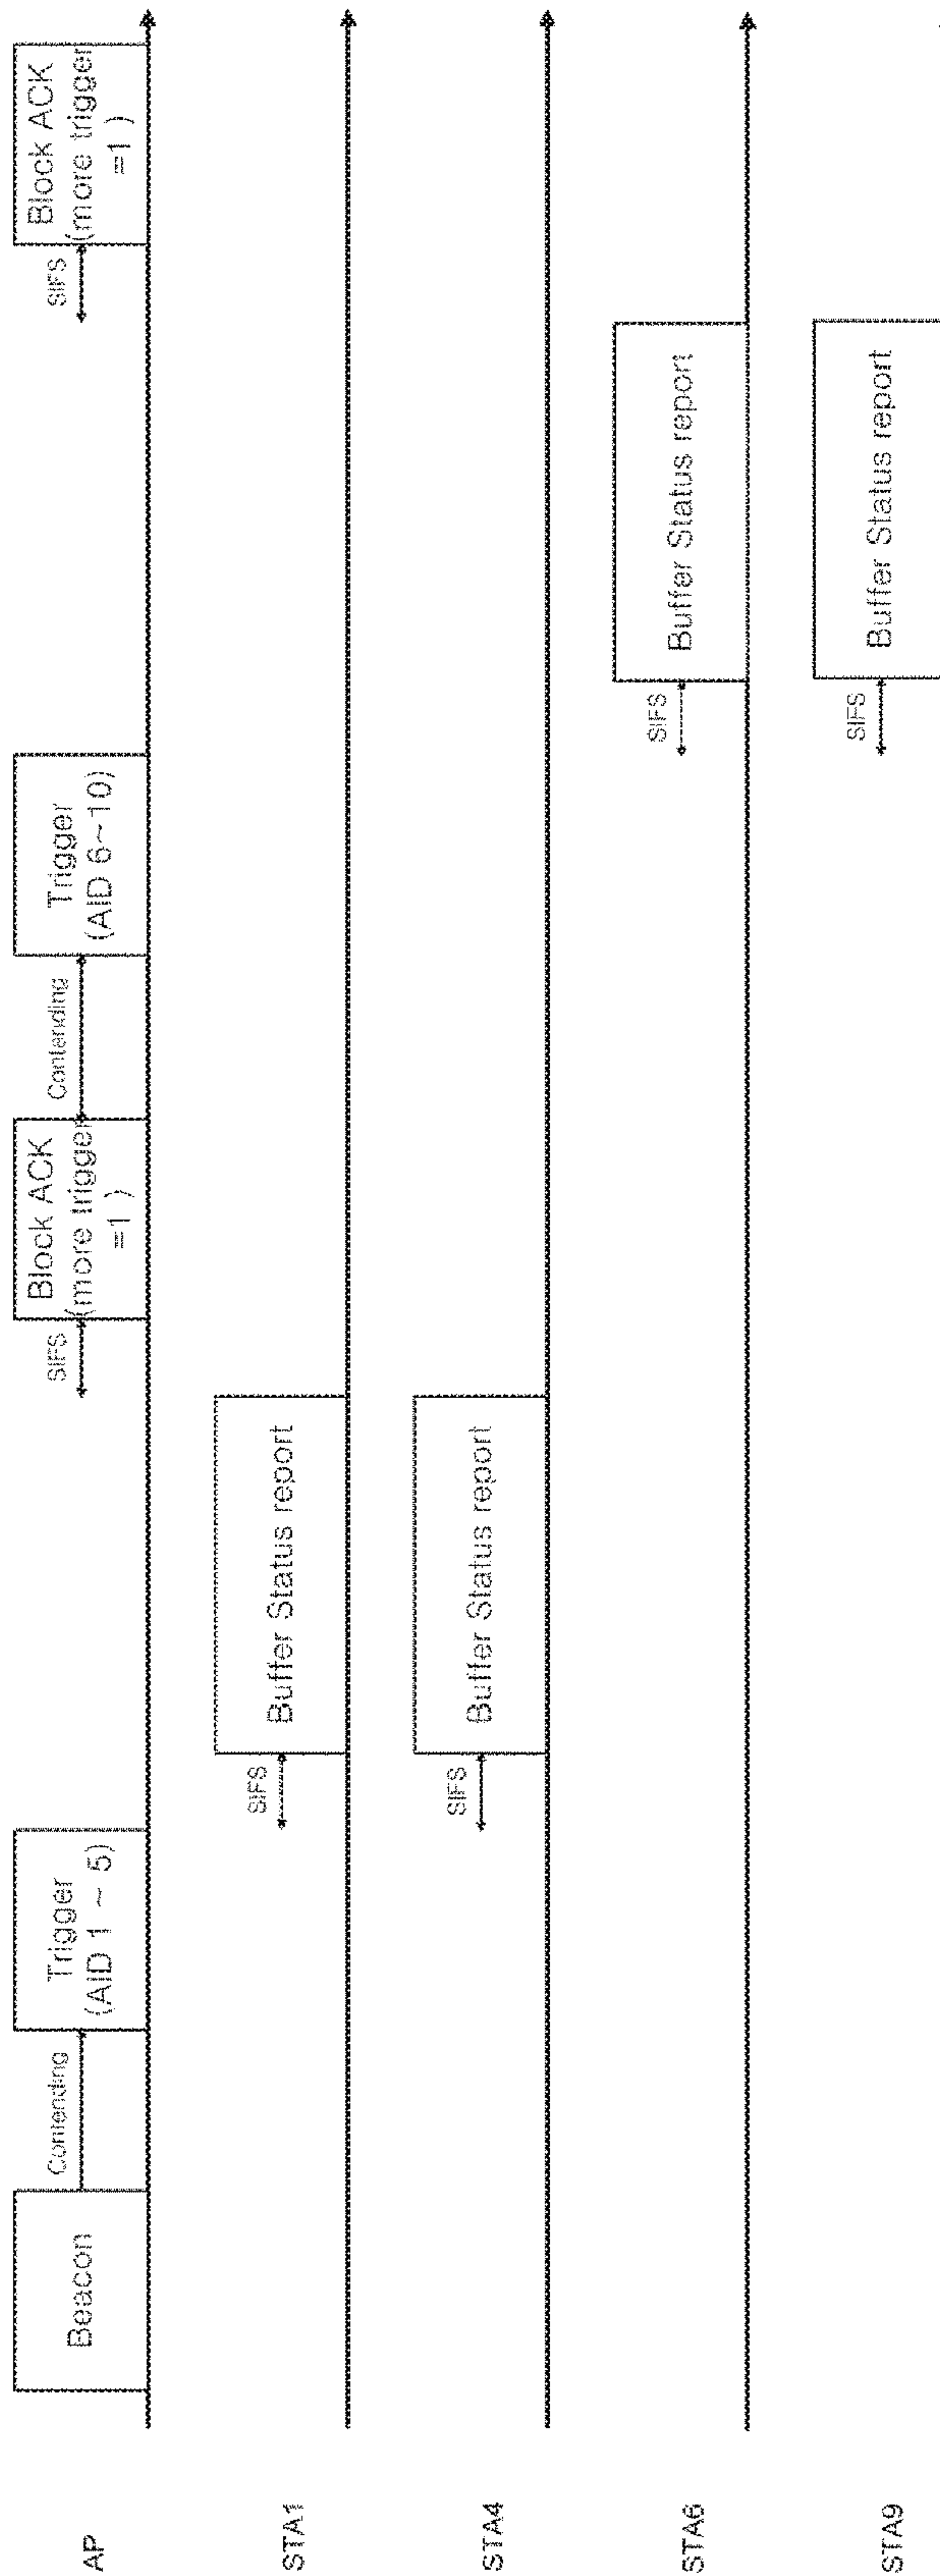 AP
Beacon
Contending
Trigger
(AID 1 ~ 5)
SIFS
Block ACK
(more trigger
=1 )
Contending
Trigger
(AID 6~10)
SIFS
Block ACK
(more trigger
=1 )
STA1
SIFS
Buffer Status report
STA4
SIFS
Buffer Status report
STA6
SIFS
Buffer Status report
STA9
SIFS
Buffer Status report